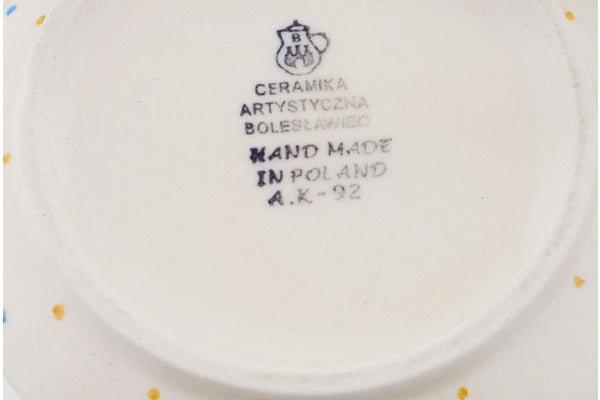 B
CERAMIKA
ARTYSTYCZNA
BOLESŁAWIEC
HAND MADE
IN POLAND
A.K-92